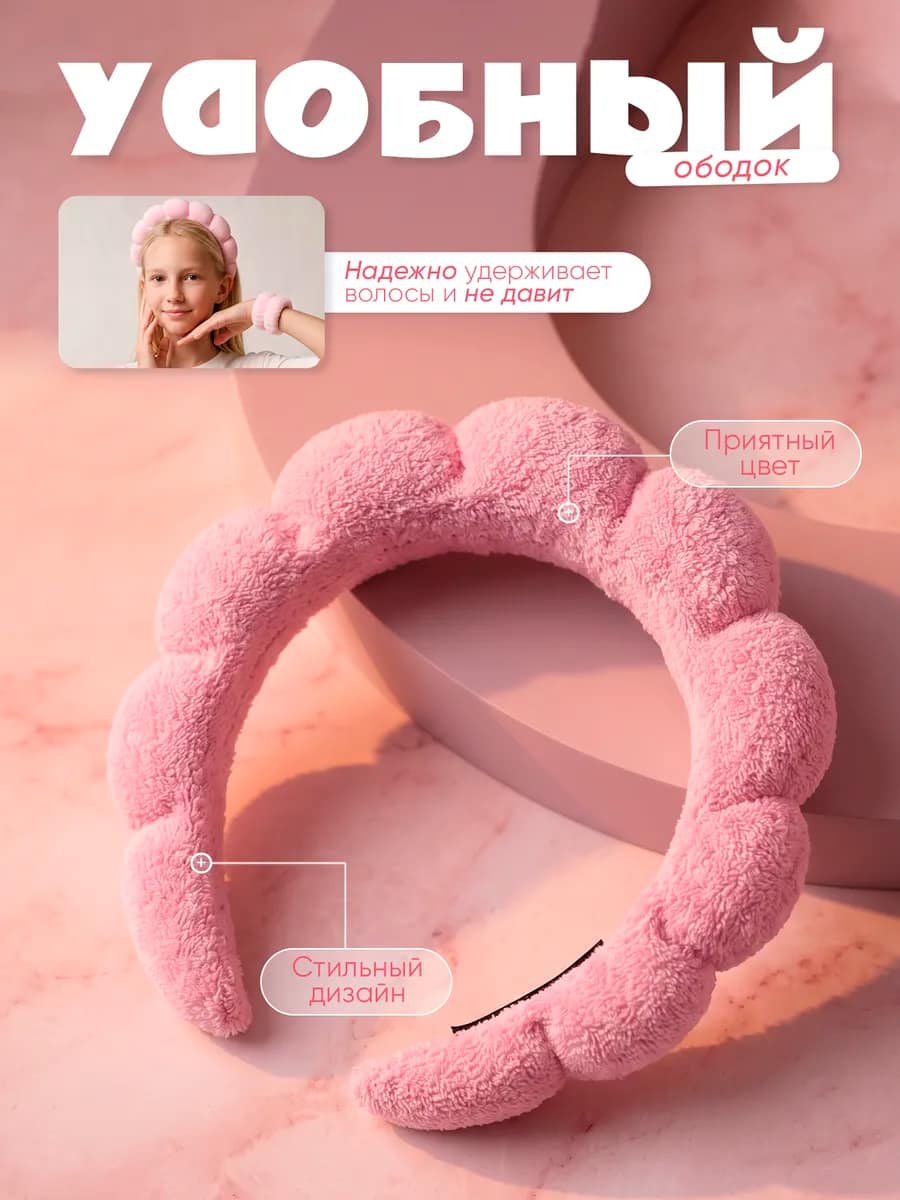 удобный
ободок
Надежно удерживает
волосы и не давит
Приятный
цвет
Стильный
дизайн